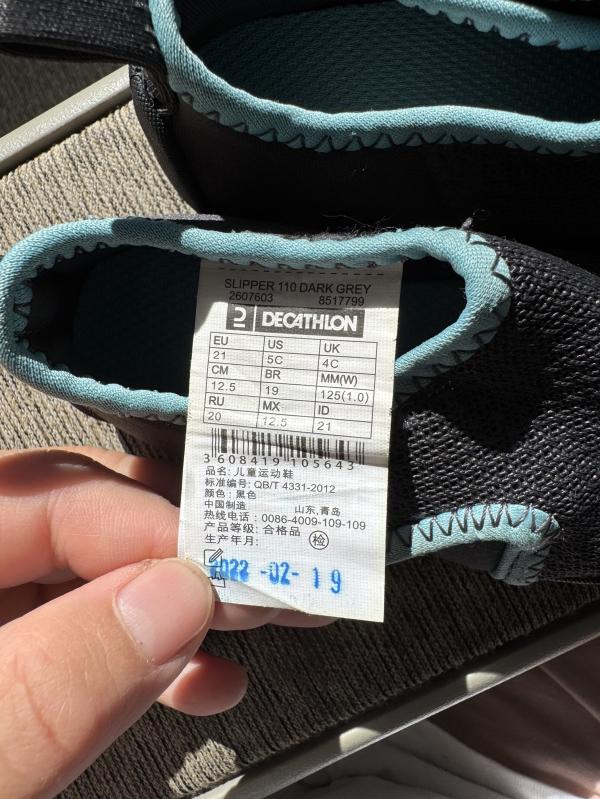 SLIPPER 110 DARK GREY
2607603 8517799
DECATHLON
EU US UK
21 5C 4C
CM BR MM(W)
12.5 19 125(1.0)
RU MX ID
20 12.5 21
3 608419 105643
品名: 儿童运动鞋
标准编号: QB/T 4331-2012
颜色: 黑色
中国制造 山东,青岛
热线电话: 0086-4009-109-109
产品等级: 合格品 检
生产年月:
2022-02-19